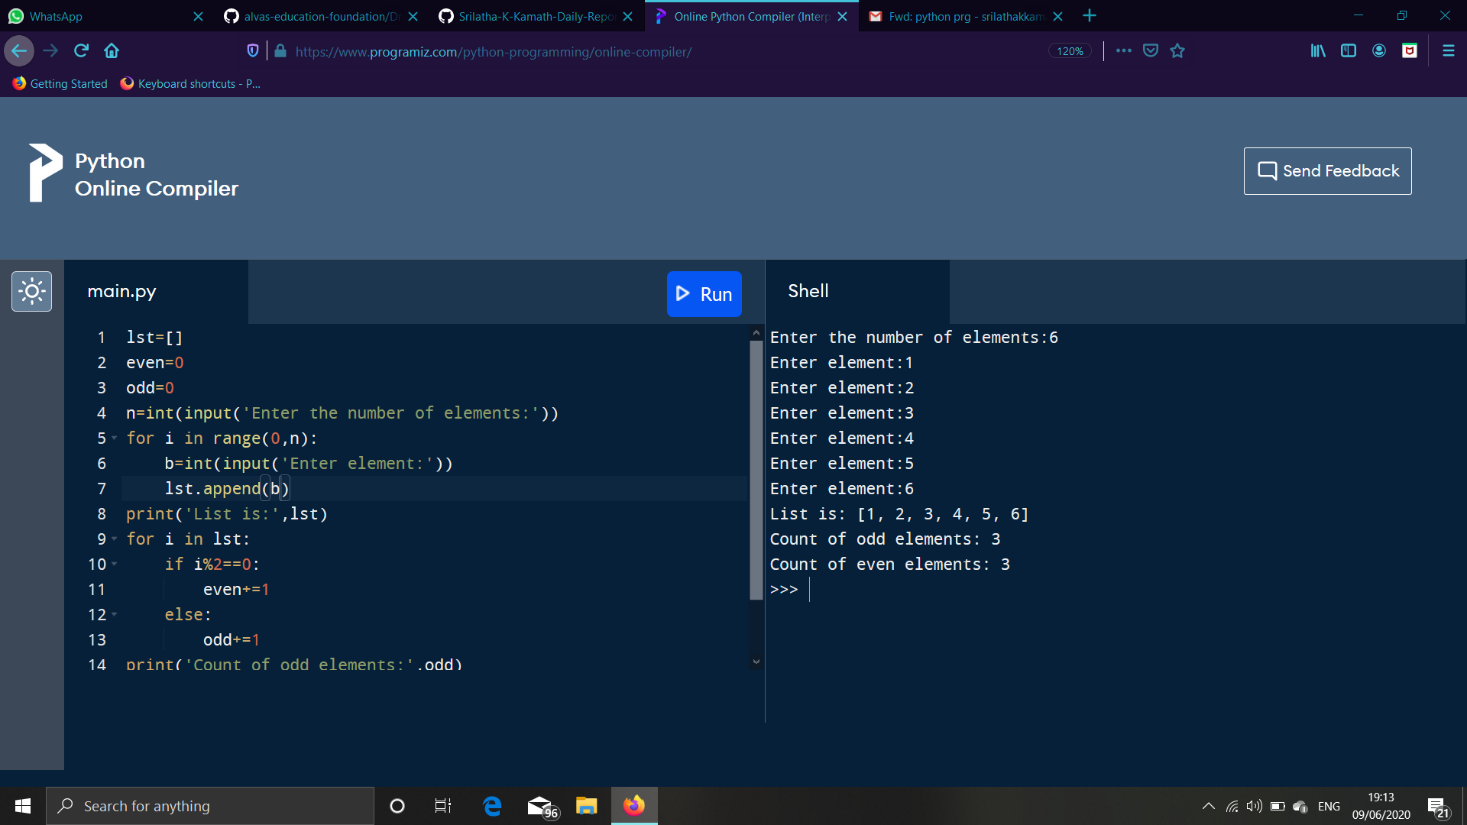 WhatsApp
alvas-education-foundation/D
Srilatha-K-Kamath-Daily-Repo
Online Python Compiler (Interp
Fwd: python prg - srilathakkam
https://www.programiz.com/python-programming/online-compiler/
120%
Getting Started
Keyboard shortcuts - P...
Python
Online Compiler
Send Feedback
main.py
Run
Shell
1 lst=[]
2 even=0
3 odd=0
4 n=int(input('Enter the number of elements:'))
5 for i in range(0,n):
6 b=int(input('Enter element:'))
7 lst.append(b)
8 print('List is:',lst)
9 for i in lst:
10 if i%2==0:
11 even+=1
12 else:
13 odd+=1
14 print('Count of odd elements:',odd)
Enter the number of elements:6
Enter element:1
Enter element:2
Enter element:3
Enter element:4
Enter element:5
Enter element:6
List is: [1, 2, 3, 4, 5, 6]
Count of odd elements: 3
Count of even elements: 3
>>>
Search for anything
96
ENG
19:13
09/06/2020
21